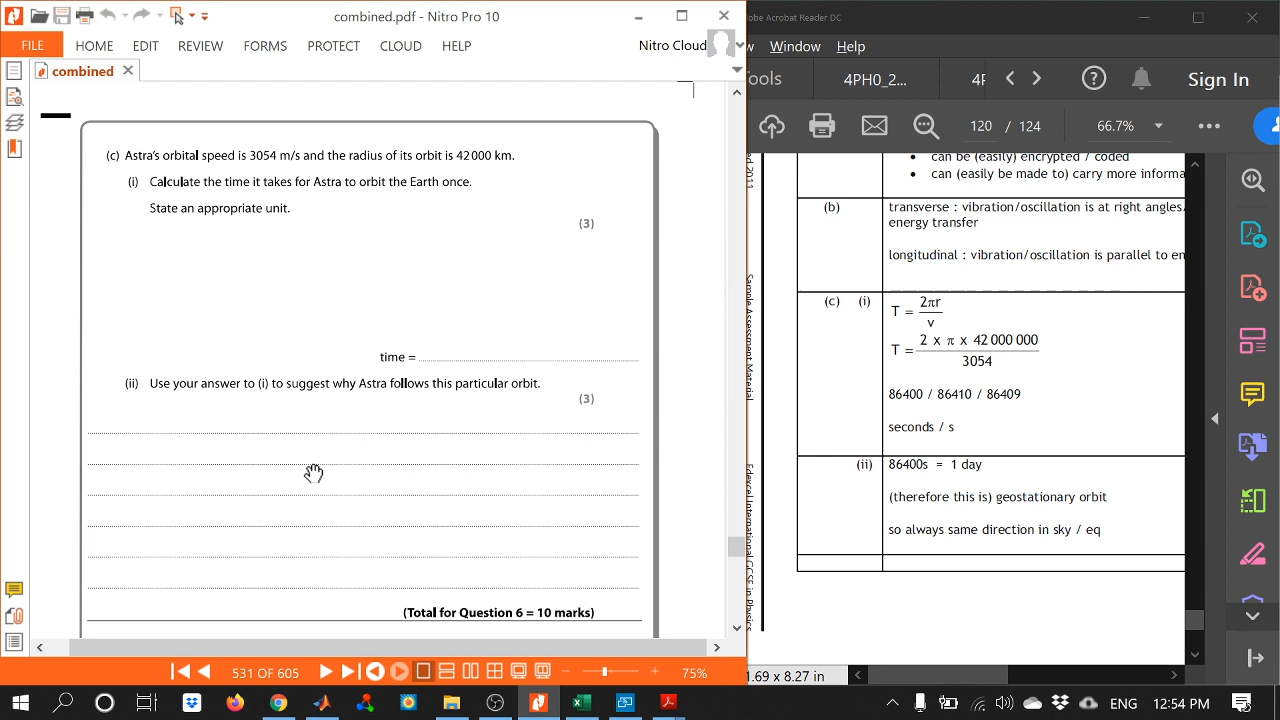 combined.pdf - Nitro Pro 10
FILE
HOME
EDIT
REVIEW
FORMS
PROTECT
CLOUD
HELP
Nitro Cloud
combined
(c) Astra's orbital speed is 3054 m/s and the radius of its orbit is 42 000 km.
(i) Calculate the time it takes for Astra to orbit the Earth once.
State an appropriate unit.
(3)
time =
(ii) Use your answer to (i) to suggest why Astra follows this particular orbit.
(3)
(Total for Question 6 = 10 marks)
531 OF 605
75%
dobe Acrobat Reader DC
w Window Help
ools
4PH0_2...
4F
Sign In
120 / 124
66.7%
ed 2011
can be (easily) encrypted / coded
can (easily be made to) carry more informa
(b) transverse : vibration/oscillation is at right angles
energy transfer
longitudinal : vibration/oscillation is parallel to en
(c) (i) T = 2πr
v
T = 2 x π x 42 000 000
3054
86400 / 86410 / 86409
seconds / s
(ii) 86400s = 1 day
(therefore this is) geostationary orbit
so always same direction in sky / eq
Sample Assessment Material
Edexcel International GCSE in Physics
1.69 x 8.27 in
ENG
12:54 PM